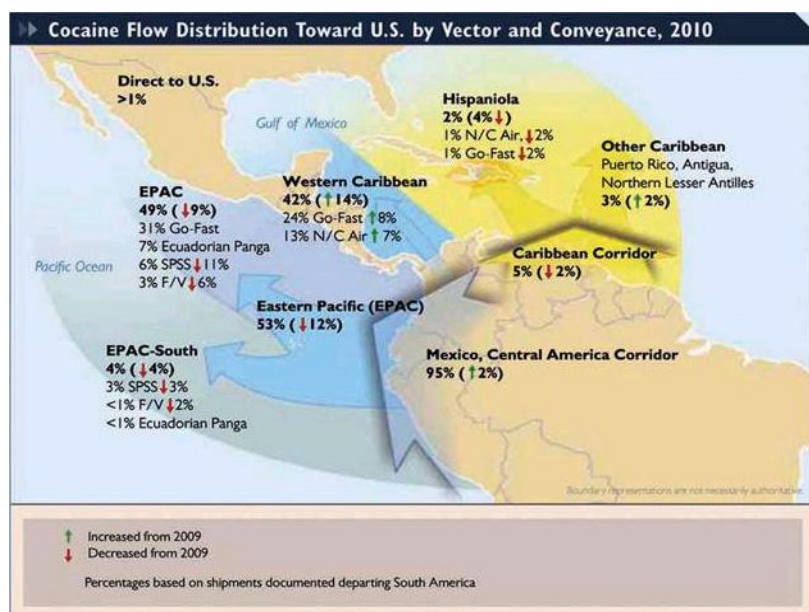 Cocaine Flow Distribution Toward U.S. by Vector and Conveyance, 2010
Direct to U.S.
>1%
Gulf of Mexico
Hispaniola
2% (4%↓)
1% N/C Air, ↓2%
1% Go-Fast ↓2%
Other Caribbean
Puerto Rico, Antigua,
Northern Lesser Antilles
3% (↑2%)
EPAC
49% (↓9%)
31% Go-Fast
7% Ecuadorian Panga
6% SPSS↓11%
3% F/V↓6%
Western Caribbean
42% (↑14%)
24% Go-Fast ↑8%
13% N/C Air ↑7%
Pacific Ocean
Caribbean Corridor
5% (↓2%)
Eastern Pacific (EPAC)
53% (↓12%)
EPAC-South
4% (↓4%)
3% SPSS↓3%
<1% F/V↓2%
<1% Ecuadorian Panga
Mexico, Central America Corridor
95% (↑2%)
Boundary representations are not necessarily authoritative.
↑ Increased from 2009
↓ Decreased from 2009
Percentages based on shipments documented departing South America